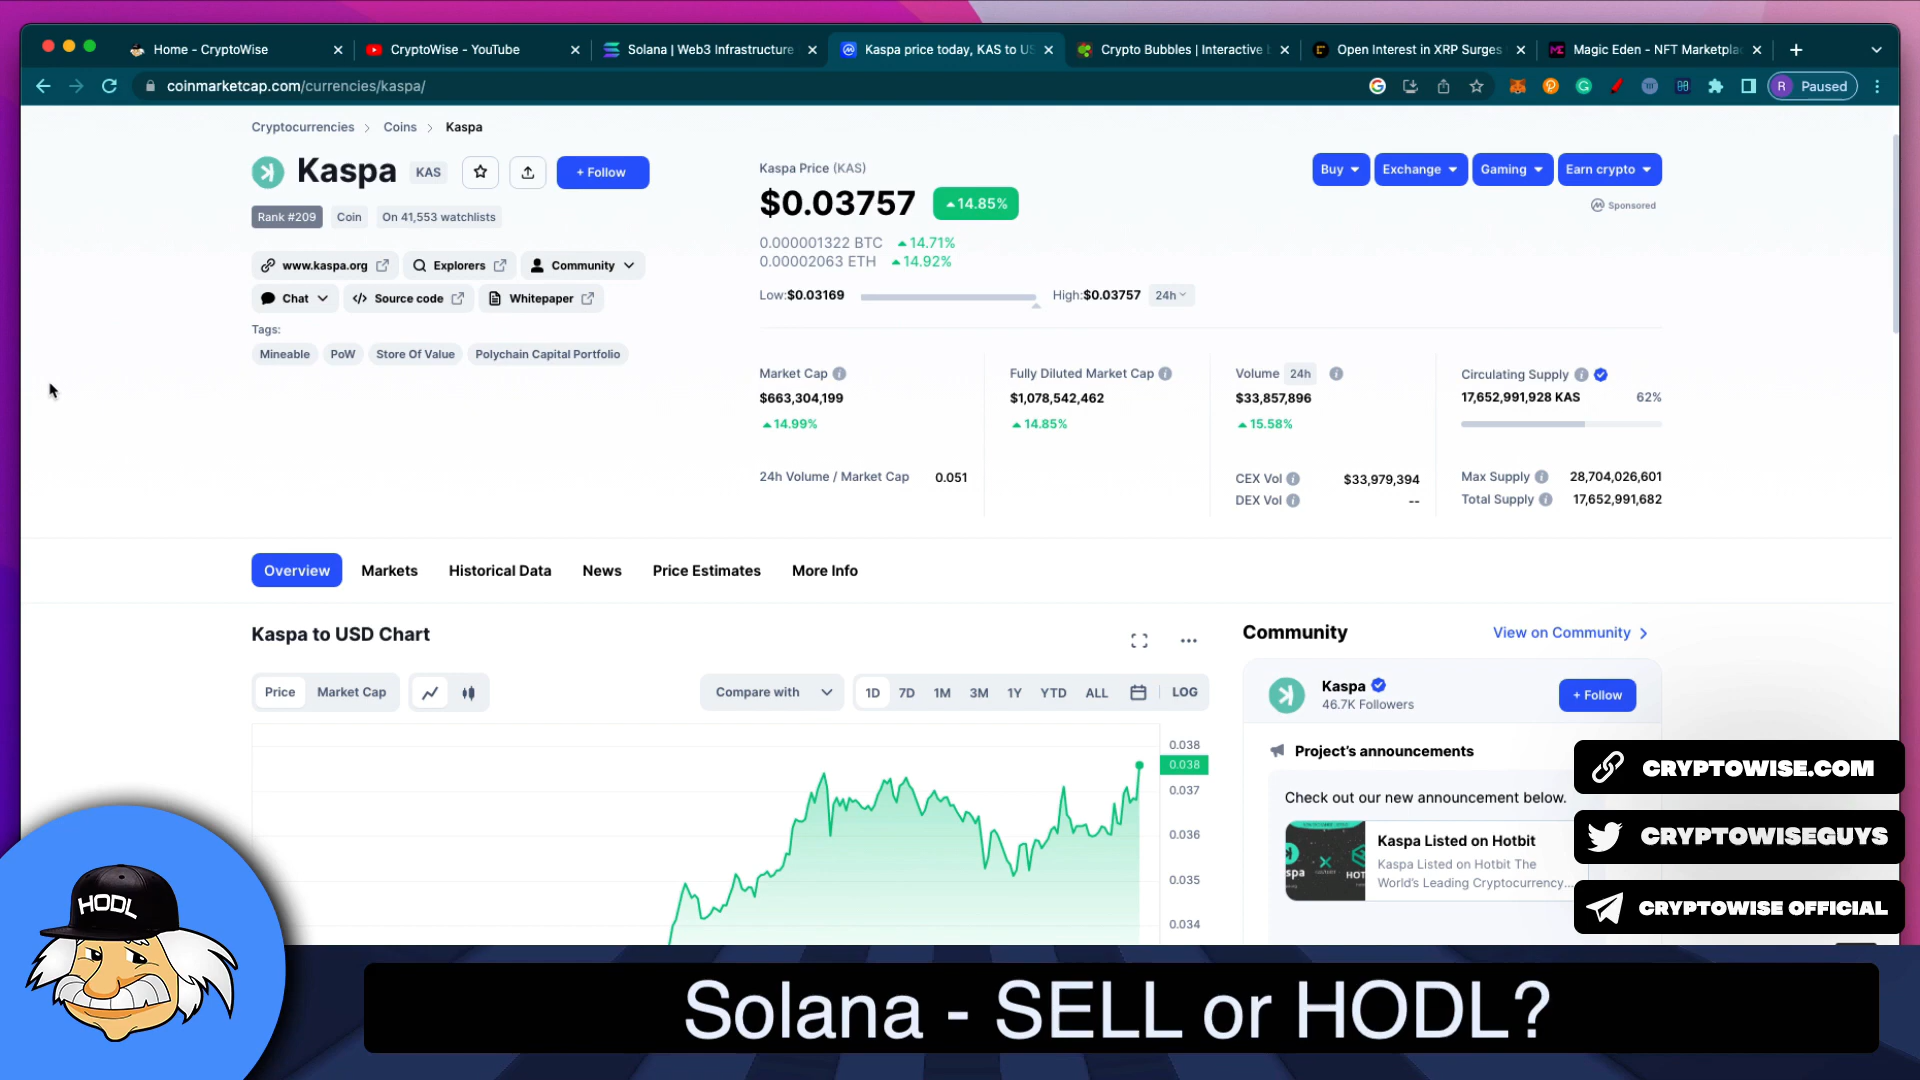 Home - CryptoWise
CryptoWise - YouTube
Solana | Web3 Infrastructure
Kaspa price today, KAS to US
Crypto Bubbles | Interactive
Open Interest in XRP Surges
Magic Eden - NFT Marketpla
coinmarketcap.com/currencies/kaspa/
R Paused
Cryptocurrencies > Coins > Kaspa
Kaspa KAS
+ Follow
Rank #209 Coin On 41,553 watchlists
www.kaspa.org Explorers Community
Chat Source code Whitepaper
Tags:
Mineable PoW Store Of Value Polychain Capital Portfolio
Kaspa Price (KAS)
$0.03757 14.85%
0.000001322 BTC 14.71%
0.00002063 ETH 14.92%
Low:$0.03169 High:$0.03757 24h
Buy Exchange Gaming Earn crypto
Sponsored
Market Cap
$663,304,199
14.99%
24h Volume / Market Cap 0.051
Fully Diluted Market Cap
$1,078,542,462
14.85%
Volume 24h
$33,857,896
15.58%
CEX Vol $33,979,394
DEX Vol --
Circulating Supply
17,652,991,928 KAS 62%
Max Supply 28,704,026,601
Total Supply 17,652,991,682
Overview Markets Historical Data News Price Estimates More Info
Kaspa to USD Chart
Price Market Cap
Compare with
1D 7D 1M 3M 1Y YTD ALL LOG
0.038
0.038
0.037
0.036
0.035
0.034
Community View on Community
Kaspa
46.7K Followers
+ Follow
Project's announcements
Check out our new announcement below.
spa
HOT
Kaspa Listed on Hotbit
Kaspa Listed on Hotbit The
World's Leading Cryptocurrency...
CRYPTOWISE.COM
CRYPTOWISEGUYS
CRYPTOWISE OFFICIAL
HODL
Solana - SELL or HODL?